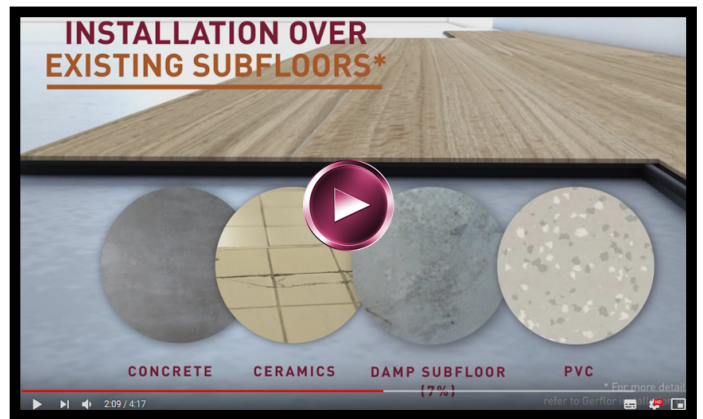 INSTALLATION OVER
EXISTING SUBFLOORS*
CONCRETE
CERAMICS
DAMP SUBFLOOR
(7%)
PVC
* For more detail
refer to Gerflor
2:09 / 4:17